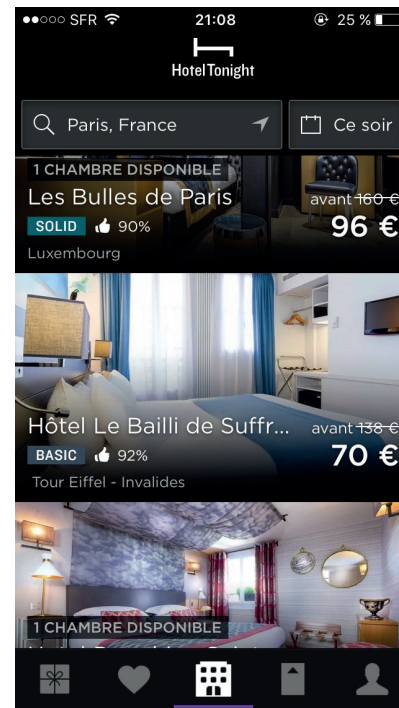 SFR 21:08 25 %
HotelTonight
Paris, France Ce soir
1 CHAMBRE DISPONIBLE
Les Bulles de Paris avant 160 €
SOLID 90% 96 €
Luxembourg
Hôtel Le Bailli de Suffr... avant 138 €
BASIC 92% 70 €
Tour Eiffel - Invalides
1 CHAMBRE DISPONIBLE